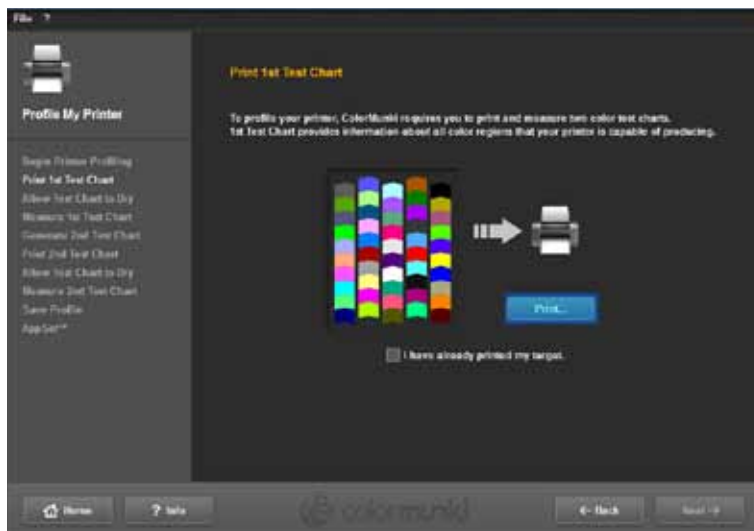 File ?
Print 1st Test Chart
Profile My Printer
To profile your printer, ColorMunki requires you to print and measure two color test charts.
1st Test Chart provides information about all color regions that your printer is capable of producing.
Begin Printer Profiling
Print 1st Test Chart
Allow Test Chart to Dry
Measure 1st Test Chart
Generate 2nd Test Chart
Print 2nd Test Chart
Allow Test Chart to Dry
Measure 2nd Test Chart
Save Profile
AppSet™
Print...
I have already printed my target.
Home
? Info
colormunki
Back
Next